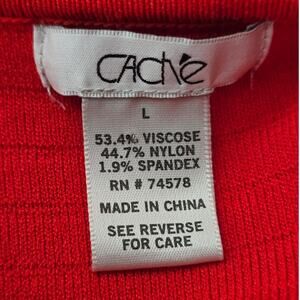 Caché
L
53.4% VISCOSE
44.7% NYLON
1.9% SPANDEX
RN # 74578
MADE IN CHINA
SEE REVERSE
FOR CARE